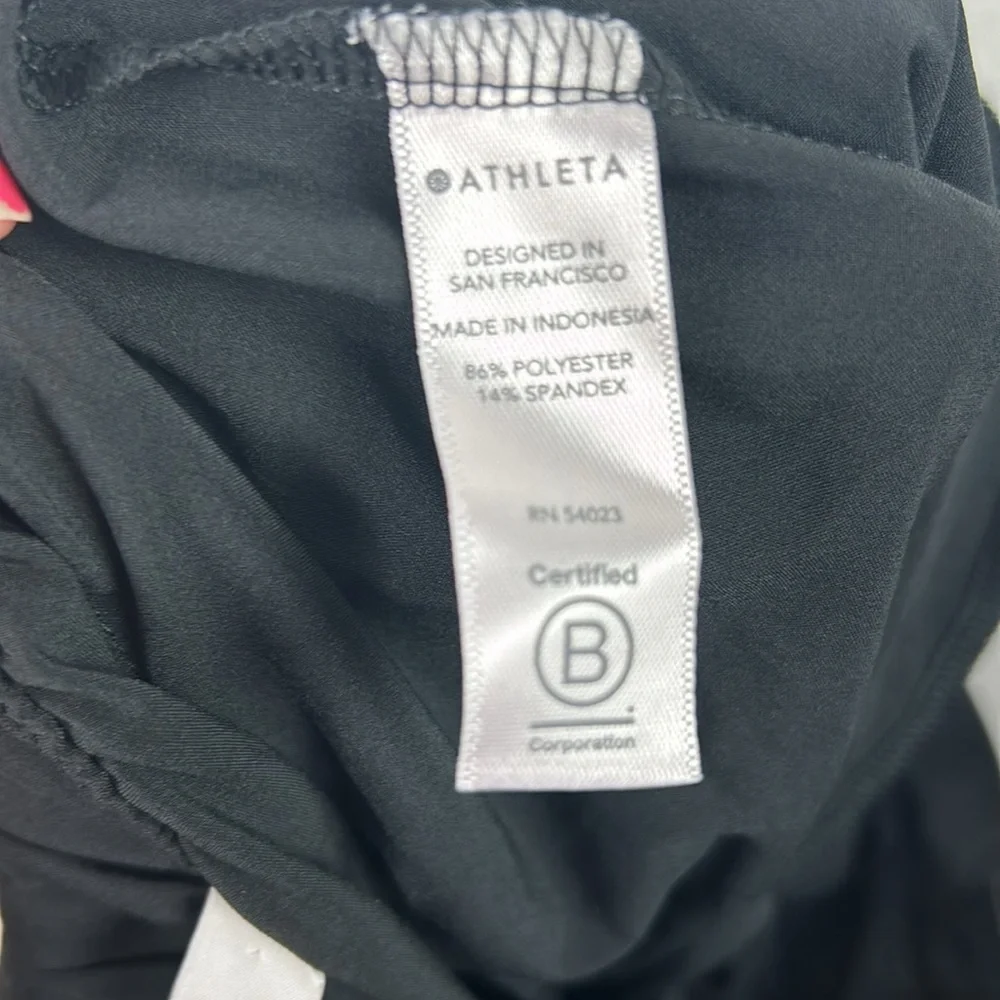 ATHLETA
DESIGNED IN
SAN FRANCISCO
MADE IN INDONESIA
86% POLYESTER
14% SPANDEX
RN 54023
Certified
B
Corporation